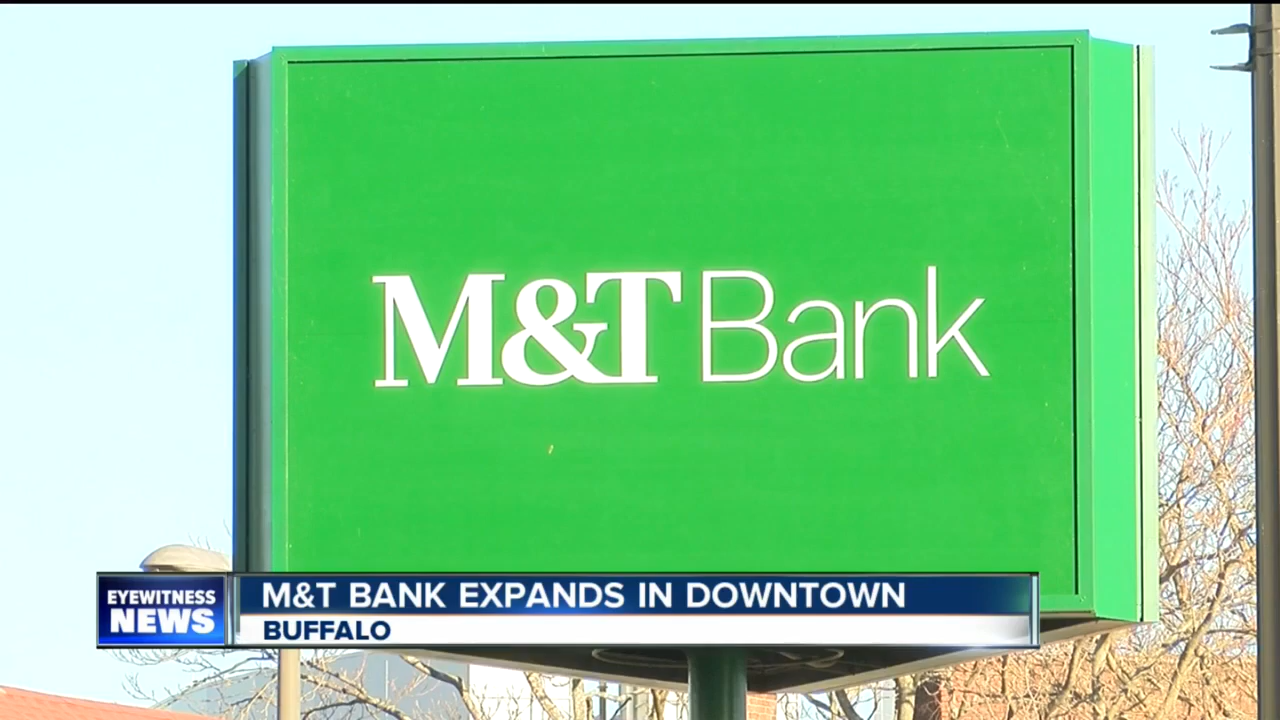 M&T Bank
EYEWITNESS
NEWS
M&T BANK EXPANDS IN DOWNTOWN
BUFFALO